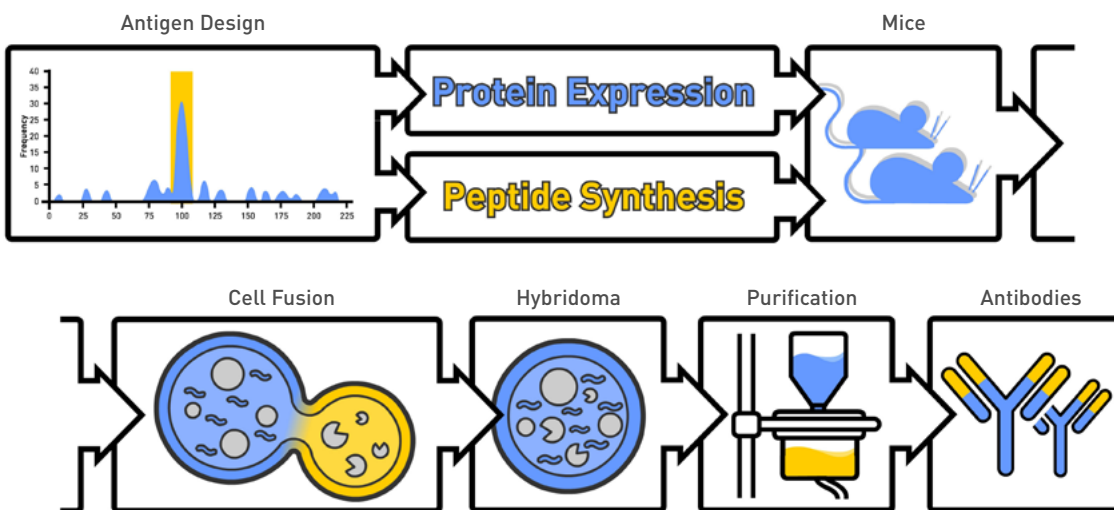 Antigen Design
Mice
40
35
30
25
20
15
10
5
0
Frequency
0 25 50 75 100 125 150 175 200 225
Protein Expression
Peptide Synthesis
Cell Fusion
Hybridoma
Purification
Antibodies